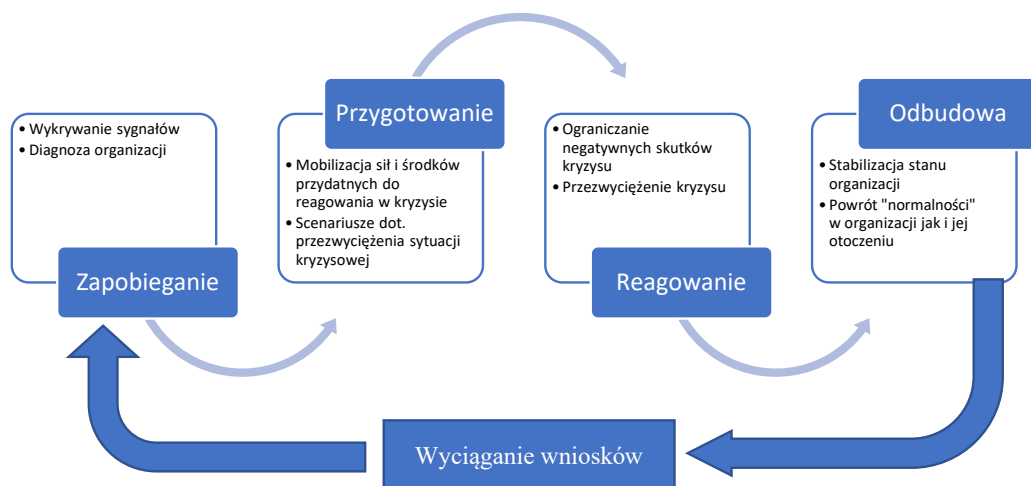 • Wykrywanie sygnałów
• Diagnoza organizacji
Zapobieganie
Przygotowanie
• Mobilizacja sił i środków
przydatnych do
reagowania w kryzysie
• Scenariusze dot.
przezwyciężenia sytuacji
kryzysowej
• Ograniczanie
negatywnych skutków
kryzysu
• Przezwyciężenie kryzysu
Reagowanie
Odbudowa
• Stabilizacja stanu
organizacji
• Powrót "normalności"
w organizacji jak i jej
otoczeniu
Wyciąganie wniosków